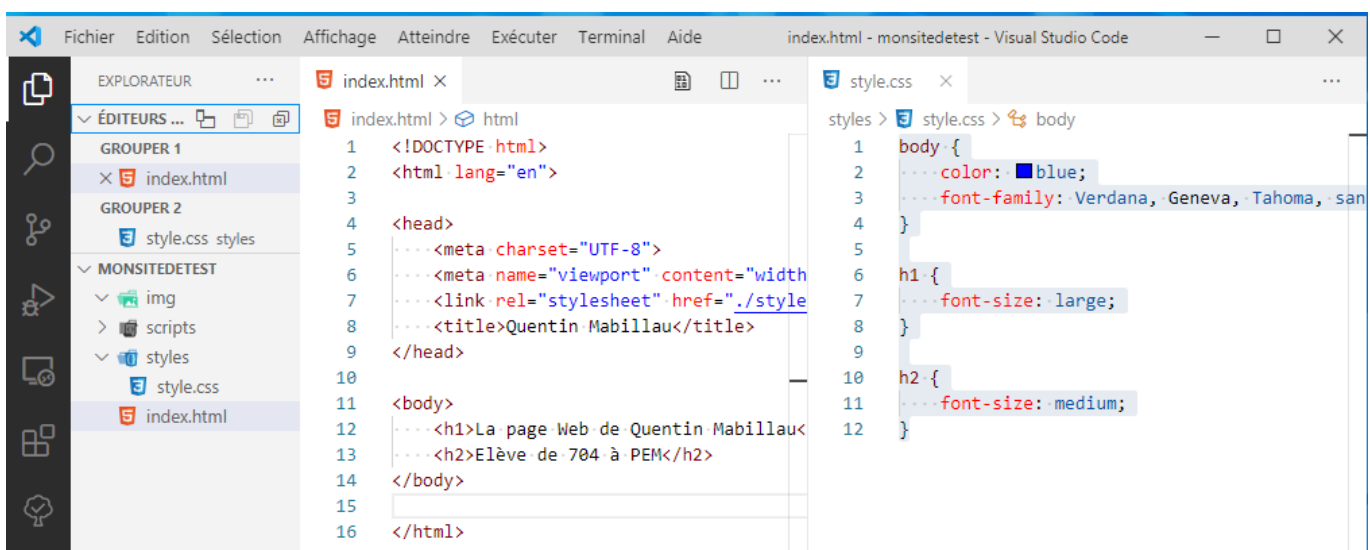 Fichier Edition Sélection Affichage Atteindre Exécuter Terminal Aide index.html - monsitedetest - Visual Studio Code
EXPLORATEUR
ÉDITEURS ...
GROUPER 1
index.html
GROUPER 2
style.css styles
MONSITEDETEST
img
scripts
styles
style.css
index.html
index.html
index.html > html
1 <!DOCTYPE html>
2 <html lang="en">
3
4 <head>
5 <meta charset="UTF-8">
6 <meta name="viewport" content="width
7 <link rel="stylesheet" href="./style
8 <title>Quentin Mabillau</title>
9 </head>
10
11 <body>
12 <h1>La page Web de Quentin Mabillau<
13 <h2>Elève de 704 à PEM</h2>
14 </body>
15
16 </html>
style.css
styles > style.css > body
1 body {
2 color: blue;
3 font-family: Verdana, Geneva, Tahoma, san
4 }
5
6 h1 {
7 font-size: large;
8 }
9
10 h2 {
11 font-size: medium;
12 }